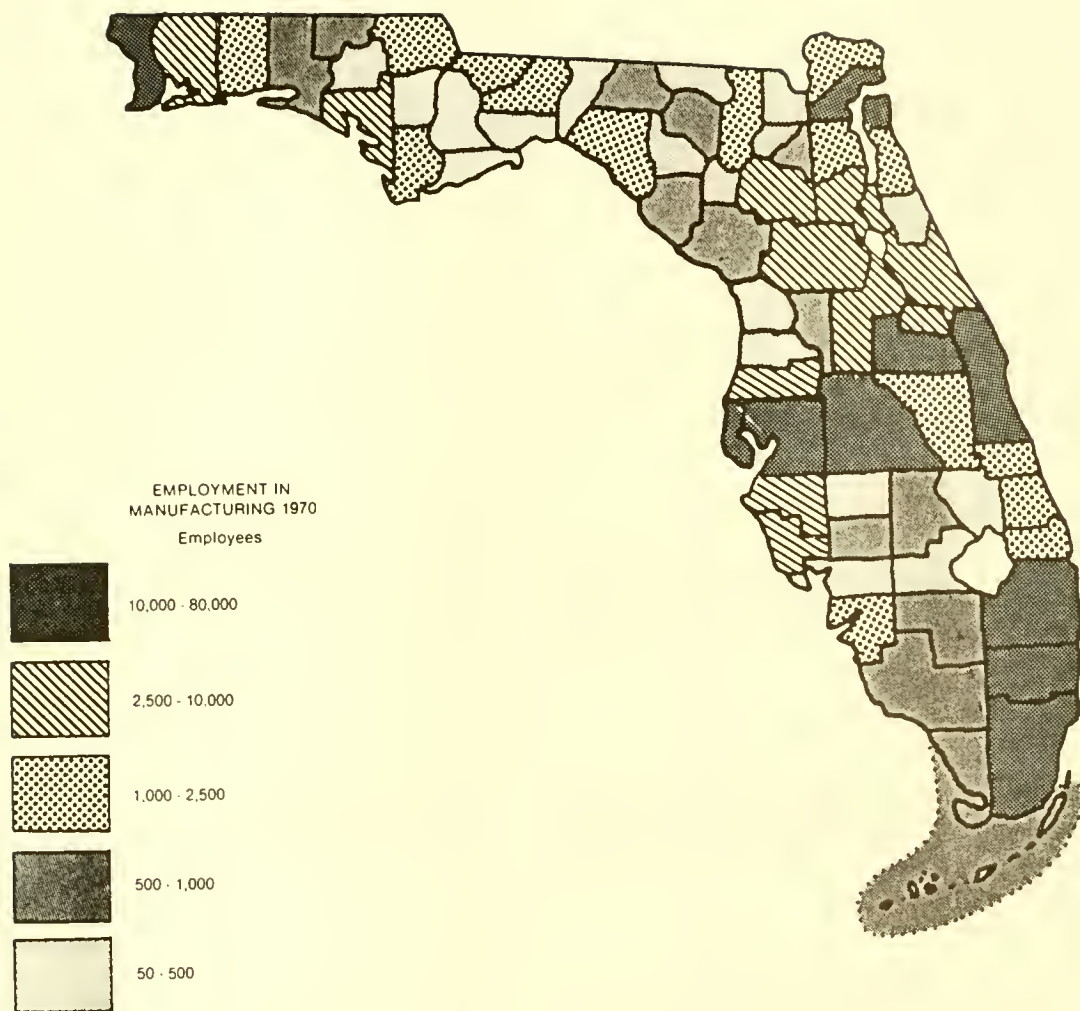 EMPLOYMENT IN
MANUFACTURING 1970
Employees
10,000 - 80,000
2,500 - 10.000
1,000 - 2,500
500 - 1,000
50 - 500